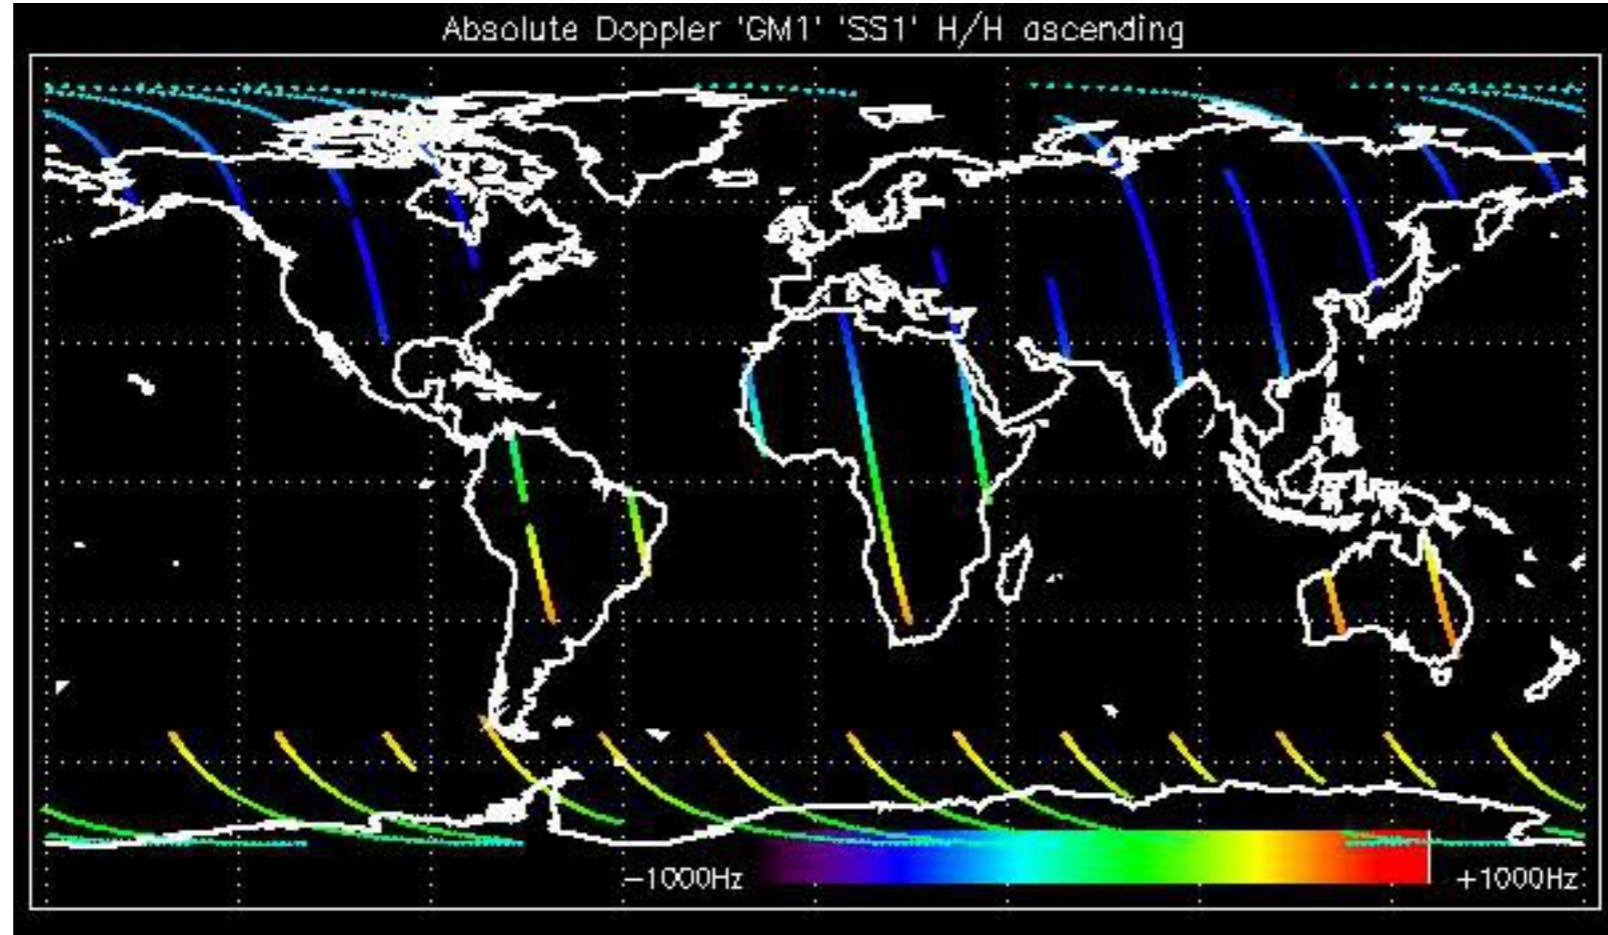 Absolute Doppler 'GM1' 'SS1' H/H ascending
−1000Hz +1000Hz